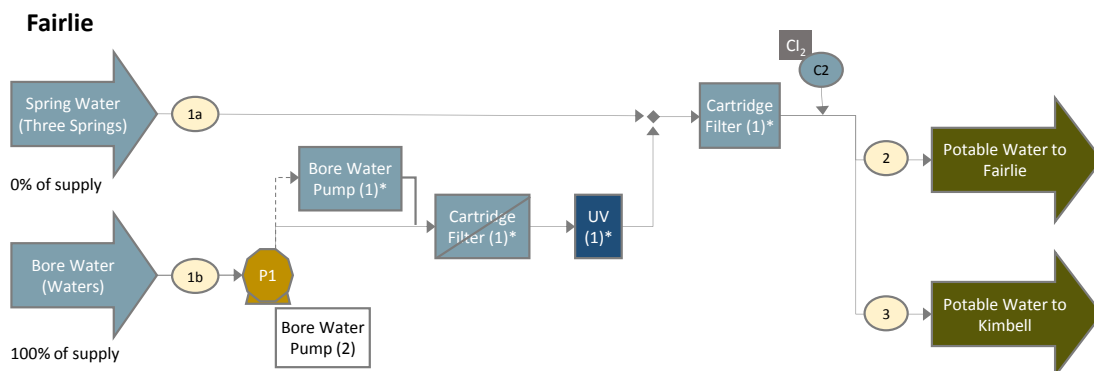 Fairlie
Cl2
C2
Spring Water
(Three Springs)
1a
Cartridge
Filter (1)*
0% of supply
Bore Water
Pump (1)*
2
Potable Water to
Fairlie
Cartridge
Filter (1)*
UV
(1)*
Bore Water
(Waters)
1b
P1
3
Potable Water to
Kimbell
Bore Water
Pump (2)
100% of supply